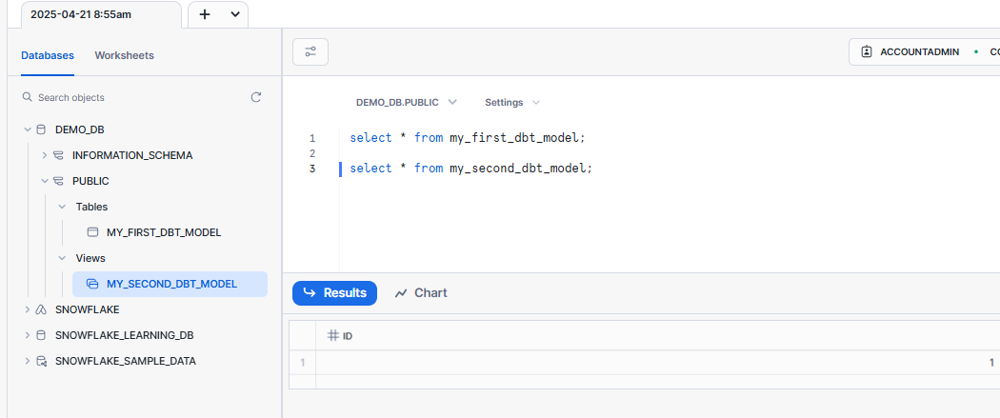 2025-04-21 8:55am
Databases Worksheets
ACCOUNTADMIN
Search objects
DEMO_DB.PUBLIC Settings
DEMO_DB
INFORMATION_SCHEMA
PUBLIC
Tables
MY_FIRST_DBT_MODEL
Views
MY_SECOND_DBT_MODEL
SNOWFLAKE
SNOWFLAKE_LEARNING_DB
SNOWFLAKE_SAMPLE_DATA
1 select * from my_first_dbt_model;
2
3 select * from my_second_dbt_model;
Results Chart
ID
1 1